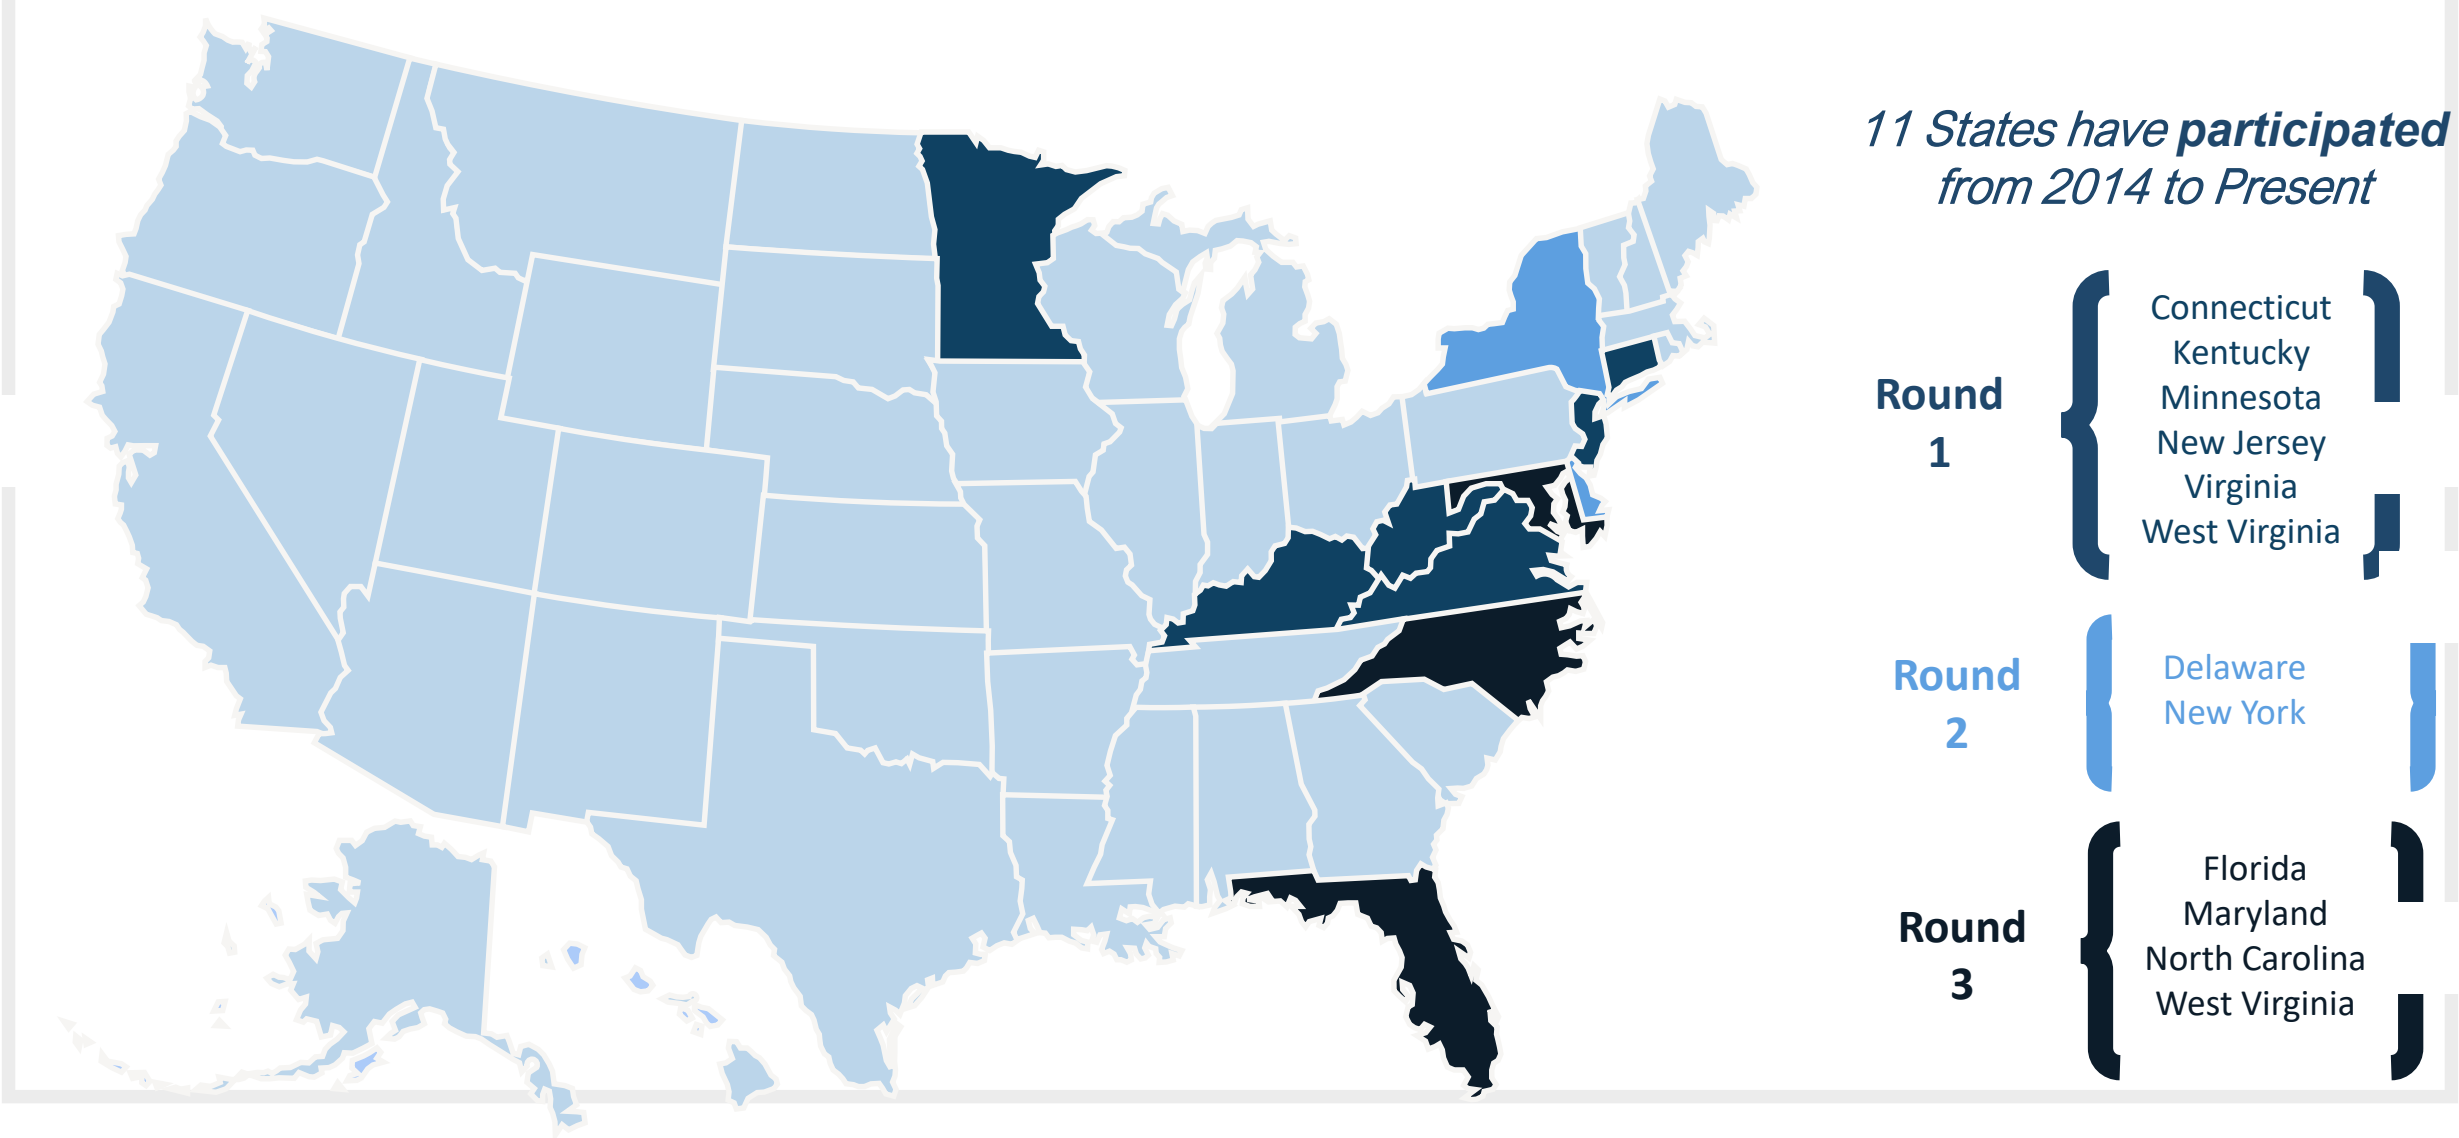 11 States have participated
from 2014 to Present
Round
1
Connecticut
Kentucky
Minnesota
New Jersey
Virginia
West Virginia
Round
2
Delaware
New York
Round
3
Florida
Maryland
North Carolina
West Virginia